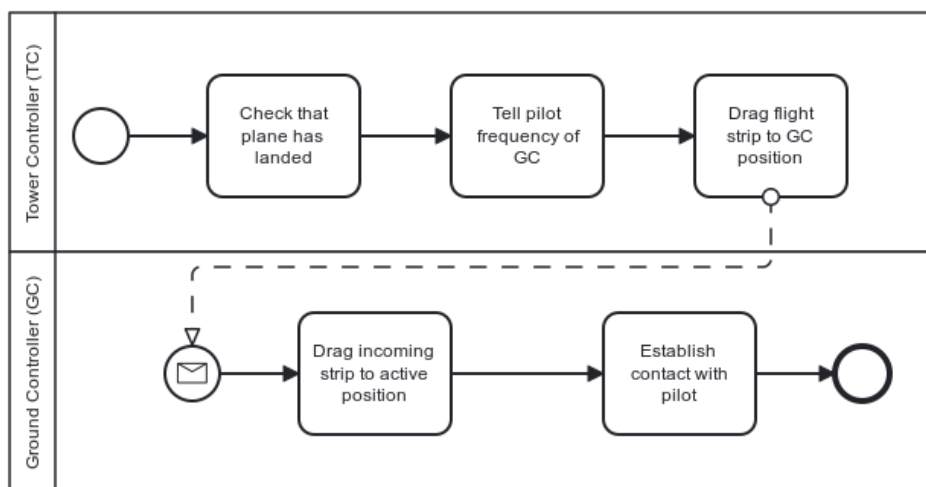 Tower Controller (TC)
Check that
plane has
landed
Tell pilot
frequency of
GC
Drag flight
strip to GC
position
Ground Controller (GC)
Drag incoming
strip to active
position
Establish
contact with
pilot